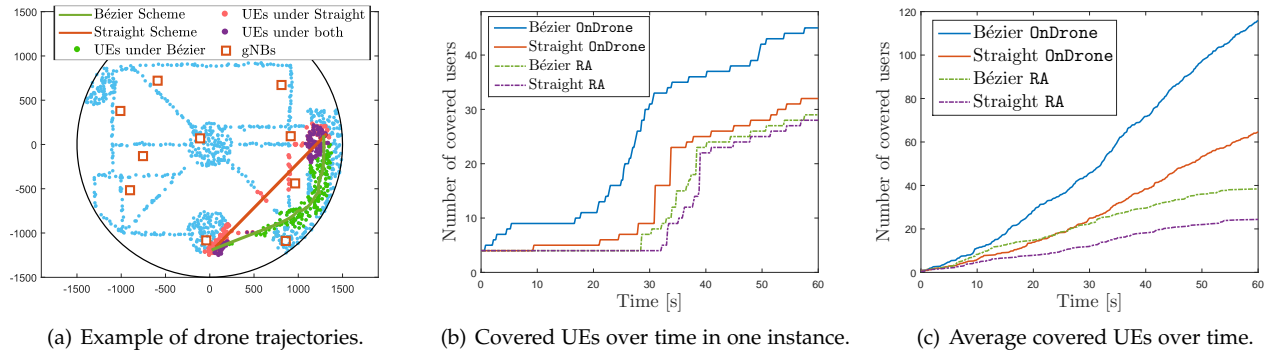 Bézier Scheme
Straight Scheme
UEs under Bézier
UEs under Straight
UEs under both
gNBs
1500
1000
500
0
-500
-1000
-1500
-1500 -1000 -500 0 500 1000 1500
(a) Example of drone trajectories.
Number of covered users
40
30
20
10
0
Bézier OnDrone
Straight OnDrone
Bézier RA
Straight RA
0 10 20 30 40 50 60
Time [s]
(b) Covered UEs over time in one instance.
Number of covered users
120
100
80
60
40
20
0
Bézier OnDrone
Straight OnDrone
Bézier RA
Straight RA
0 10 20 30 40 50 60
Time [s]
(c) Average covered UEs over time.